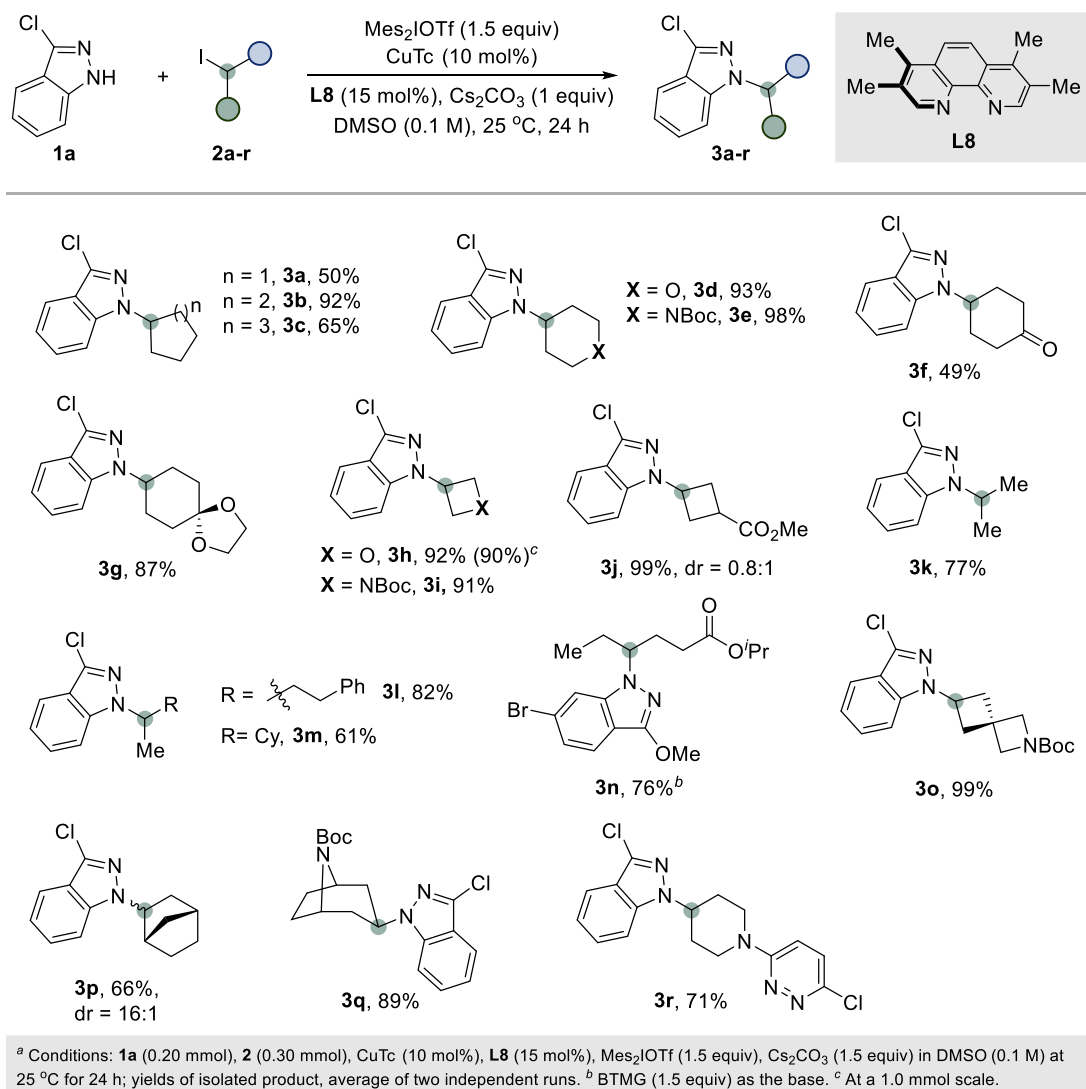 Cl
N
NH
1a
+
I
2a-r
Mes2IOTf (1.5 equiv)
CuTc (10 mol%)
L8 (15 mol%), Cs2CO3 (1 equiv)
DMSO (0.1 M), 25 °C, 24 h
Cl
N
N
3a-r
Me
Me
Me
Me
N
N
L8
Cl
N
N
n
n = 1, 3a, 50%
n = 2, 3b, 92%
n = 3, 3c, 65%
Cl
N
N
X
X = O, 3d, 93%
X = NBoc, 3e, 98%
Cl
N
N
O
3f, 49%
Cl
N
N
O
O
3g, 87%
Cl
N
N
X
X = O, 3h, 92% (90%)c
X = NBoc, 3i, 91%
Cl
N
N
CO2Me
3j, 99%, dr = 0.8:1
Cl
N
N
Me
Me
3k, 77%
Cl
N
N
R
Me
R = Ph 3l, 82%
R= Cy, 3m, 61%
O
Me
OiPr
N
N
Br
OMe
3n, 76%b
Cl
N
N
NBoc
3o, 99%
Cl
N
N
3p, 66%,
dr = 16:1
Boc
N
N
Cl
N
3q, 89%
Cl
N
N
N
N
N
Cl
3r, 71%
a Conditions: 1a (0.20 mmol), 2 (0.30 mmol), CuTc (10 mol%), L8 (15 mol%), Mes2IOTf (1.5 equiv), Cs2CO3 (1.5 equiv) in DMSO (0.1 M) at
25 °C for 24 h; yields of isolated product, average of two independent runs. b BTMG (1.5 equiv) as the base. c At a 1.0 mmol scale.